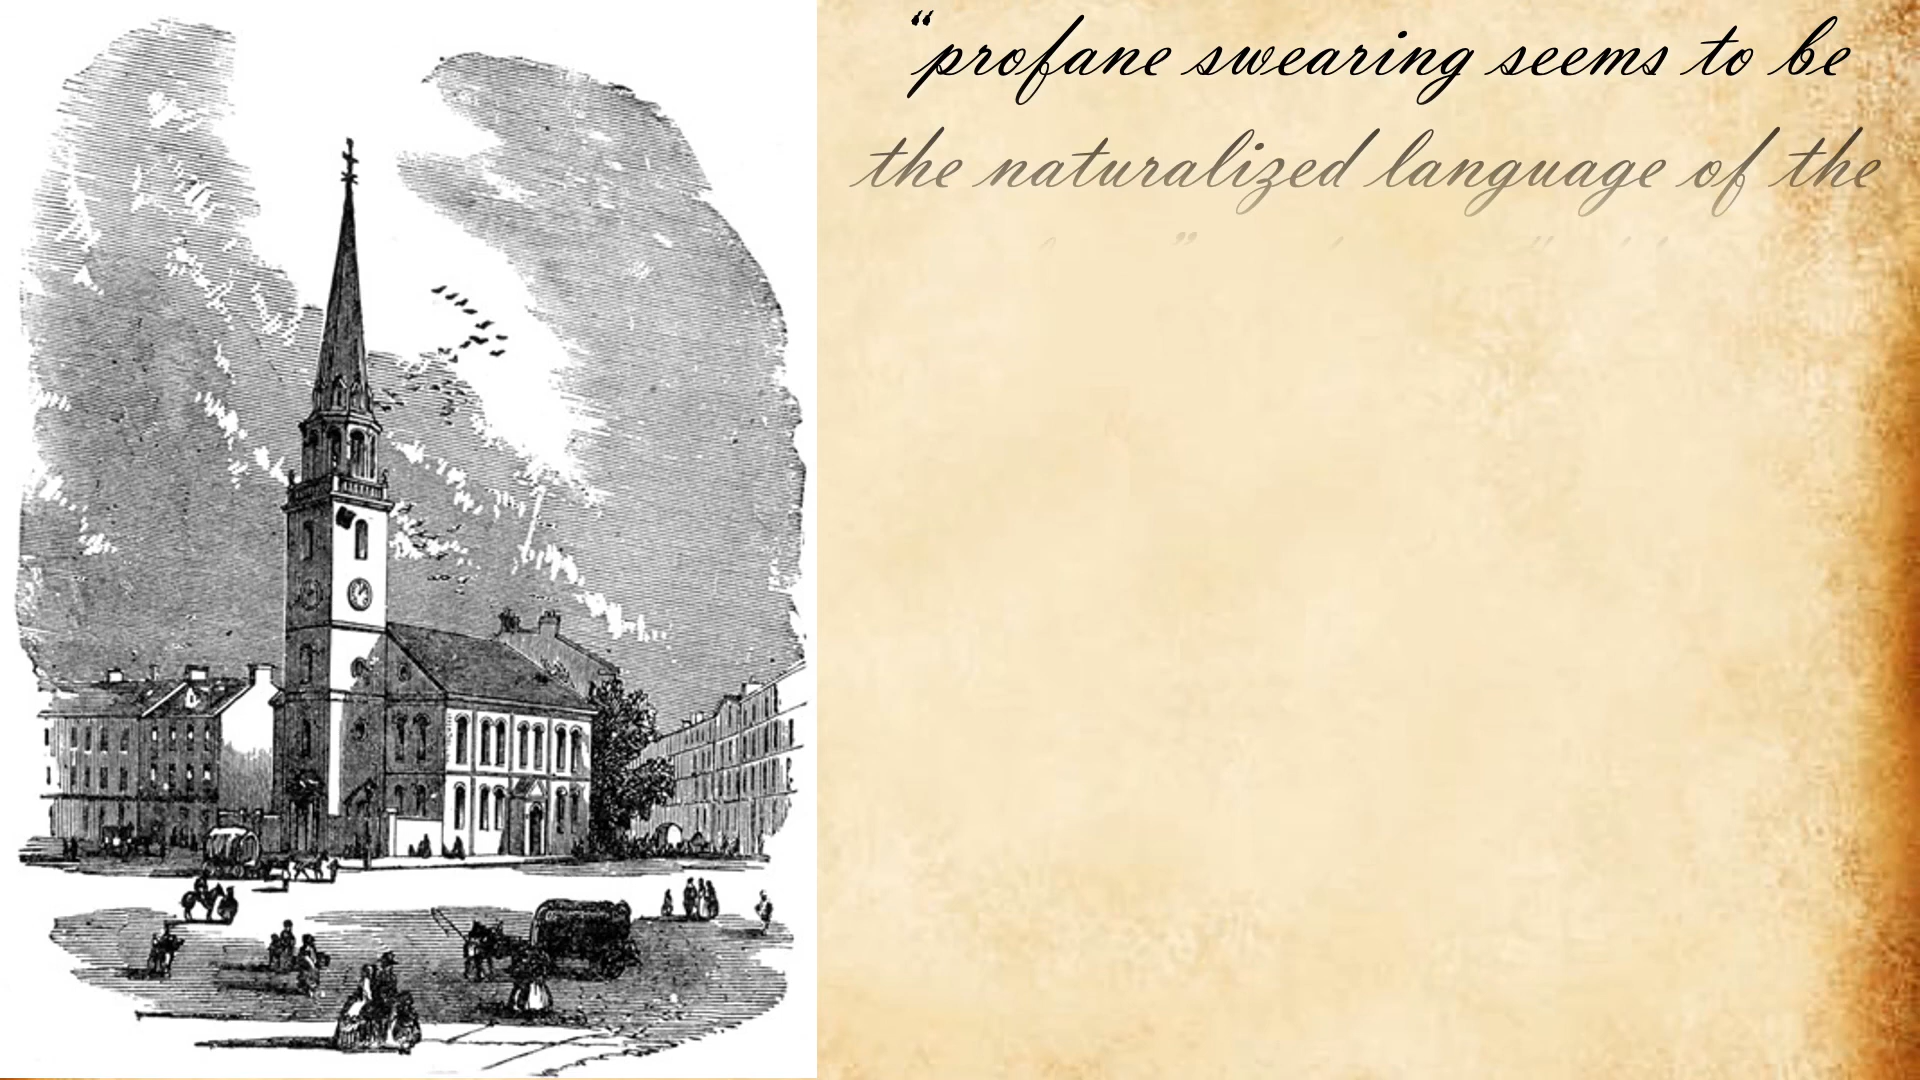 “profane swearing seems to be
the naturalized language of the